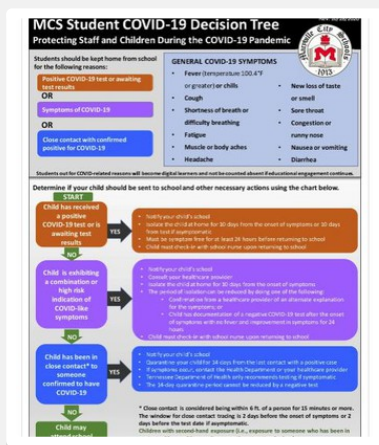 MCS Student COVID-19 Decision Tree
Protecting Staff and Children During the COVID-19 Pandemic
Students should be kept home from school
for the following reasons:
Positive COVID-19 test or awaiting
test results
OR
Symptoms of COVID-19
OR
Close contact with confirmed
positive for COVID-19
GENERAL COVID-19 SYMPTOMS
• Fever (temperature 100.4°F
or greater) or chills
• Cough
• Shortness of breath or
difficulty breathing
• Fatigue
• Muscle or body aches
• Headache
• New loss of taste
or smell
• Sore throat
• Congestion or
runny nose
• Nausea or vomiting
• Diarrhea
Maryville City Schools
1913
Students out for COVID-related reasons will become digital learners and not be counted absent if educational engagement continues.
Determine if your child should be sent to school and other necessary actions using the chart below.
START
Child has received
a positive
COVID-19 test or is
awaiting test
results
YES
• Notify your child's school
• Isolate the child at home for 10 days from the onset of symptoms or 10 days
from test if asymptomatic
• Must be symptom free for at least 24 hours before returning to school
• Child must check-in with school nurse upon returning to school
NO
Child is exhibiting
a combination or
high risk
indication of
COVID-like
symptoms
YES
• Notify your child's school
• Consult your healthcare provider
• Isolate the child at home for 10 days from the onset of symptoms
• The period of isolation can be reduced by doing one of the following:
Confirmation from a healthcare provider of an alternate explanation
for the symptoms; or
Child has documentation of a negative COVID-19 test after the onset
of symptoms with no fever and improvement in symptoms for 24
hours
• Child must check-in with school nurse upon returning to school
NO
Child has been in
close contact* to
someone
confirmed to have
COVID-19
YES
• Notify your child's school
• Quarantine your child for 14 days from the last contact with a positive case
• If symptoms occur, contact the Health Department or your healthcare provider
• Tennessee Department of Health only recommends testing if symptomatic
• The 14-day quarantine period cannot be reduced by a negative test
NO
Child may
* Close contact is considered being within 6 ft. of a person for 15 minutes or more.
The window for close contact tracing is 2 days before the onset of symptoms or 2
days before the test date if asymptomatic.
Children with second-hand exposure (i.e., exposure to someone who has been in